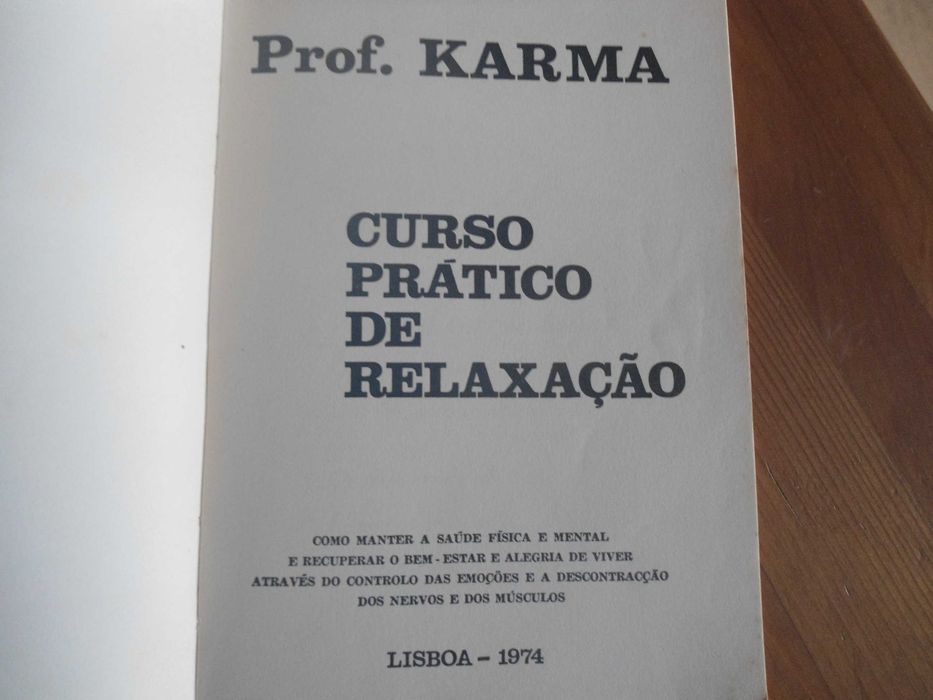 Prof. KARMA
CURSO
PRÁTICO
DE
RELAXAÇÃO
COMO MANTER A SAÚDE FÍSICA E MENTAL
E RECUPERAR O BEM - ESTAR E ALEGRIA DE VIVER
ATRAVÉS DO CONTROLO DAS EMOÇÕES E A DESCONTRACÇÃO
DOS NERVOS E DOS MÚSCULOS
LISBOA – 1974